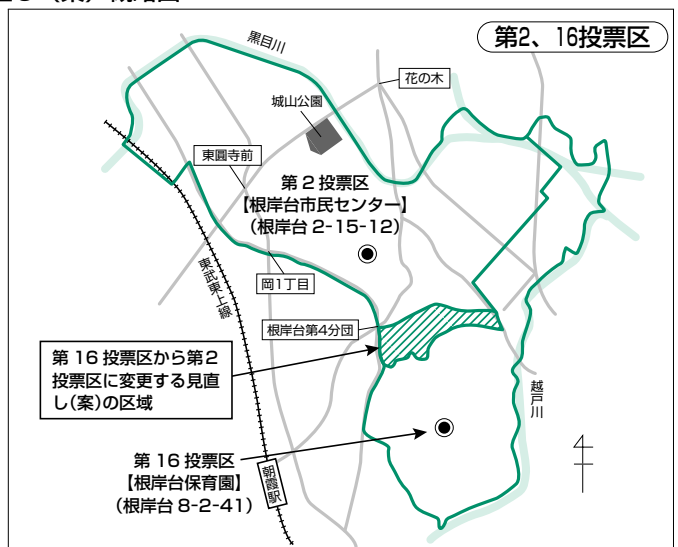 第2、16投票区
黒目川
花の木
城山公園
東圓寺前
第2投票区
【根岸台市民センター】
（根岸台 2-15-12）
東武東上線
岡1丁目
根岸台第4分団
第 16 投票区から第2
投票区に変更する見直
し（案）の区域
越戸川
第 16 投票区
【根岸台保育園】
（根岸台 8-2-41）
朝霞駅